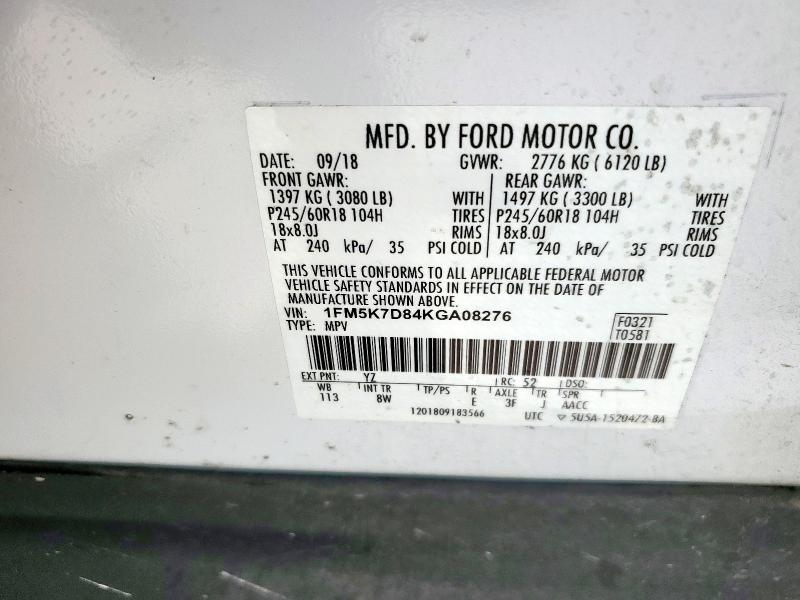 MFD. BY FORD MOTOR CO.
DATE: 09/18 GVWR: 2776 KG ( 6120 LB)
FRONT GAWR: REAR GAWR:
1397 KG ( 3080 LB) WITH 1497 KG ( 3300 LB) WITH
P245/60R18 104H TIRES P245/60R18 104H TIRES
18x8.0J RIMS 18x8.0J RIMS
AT 240 kPa/ 35 PSI COLD AT 240 kPa/ 35 PSI COLD
THIS VEHICLE CONFORMS TO ALL APPLICABLE FEDERAL MOTOR
VEHICLE SAFETY STANDARDS IN EFFECT ON THE DATE OF
MANUFACTURE SHOWN ABOVE.
VIN: 1FM5K7D84KGA08276
TYPE: MPV
F0321
T0581
EXT PNT: YZ RC: 52 DSO:
WB INT TR TP/PS R AXLE TR SPR
113 8W E 3F J AACC
1201809183566 UTC 5U5A-1520472-BA